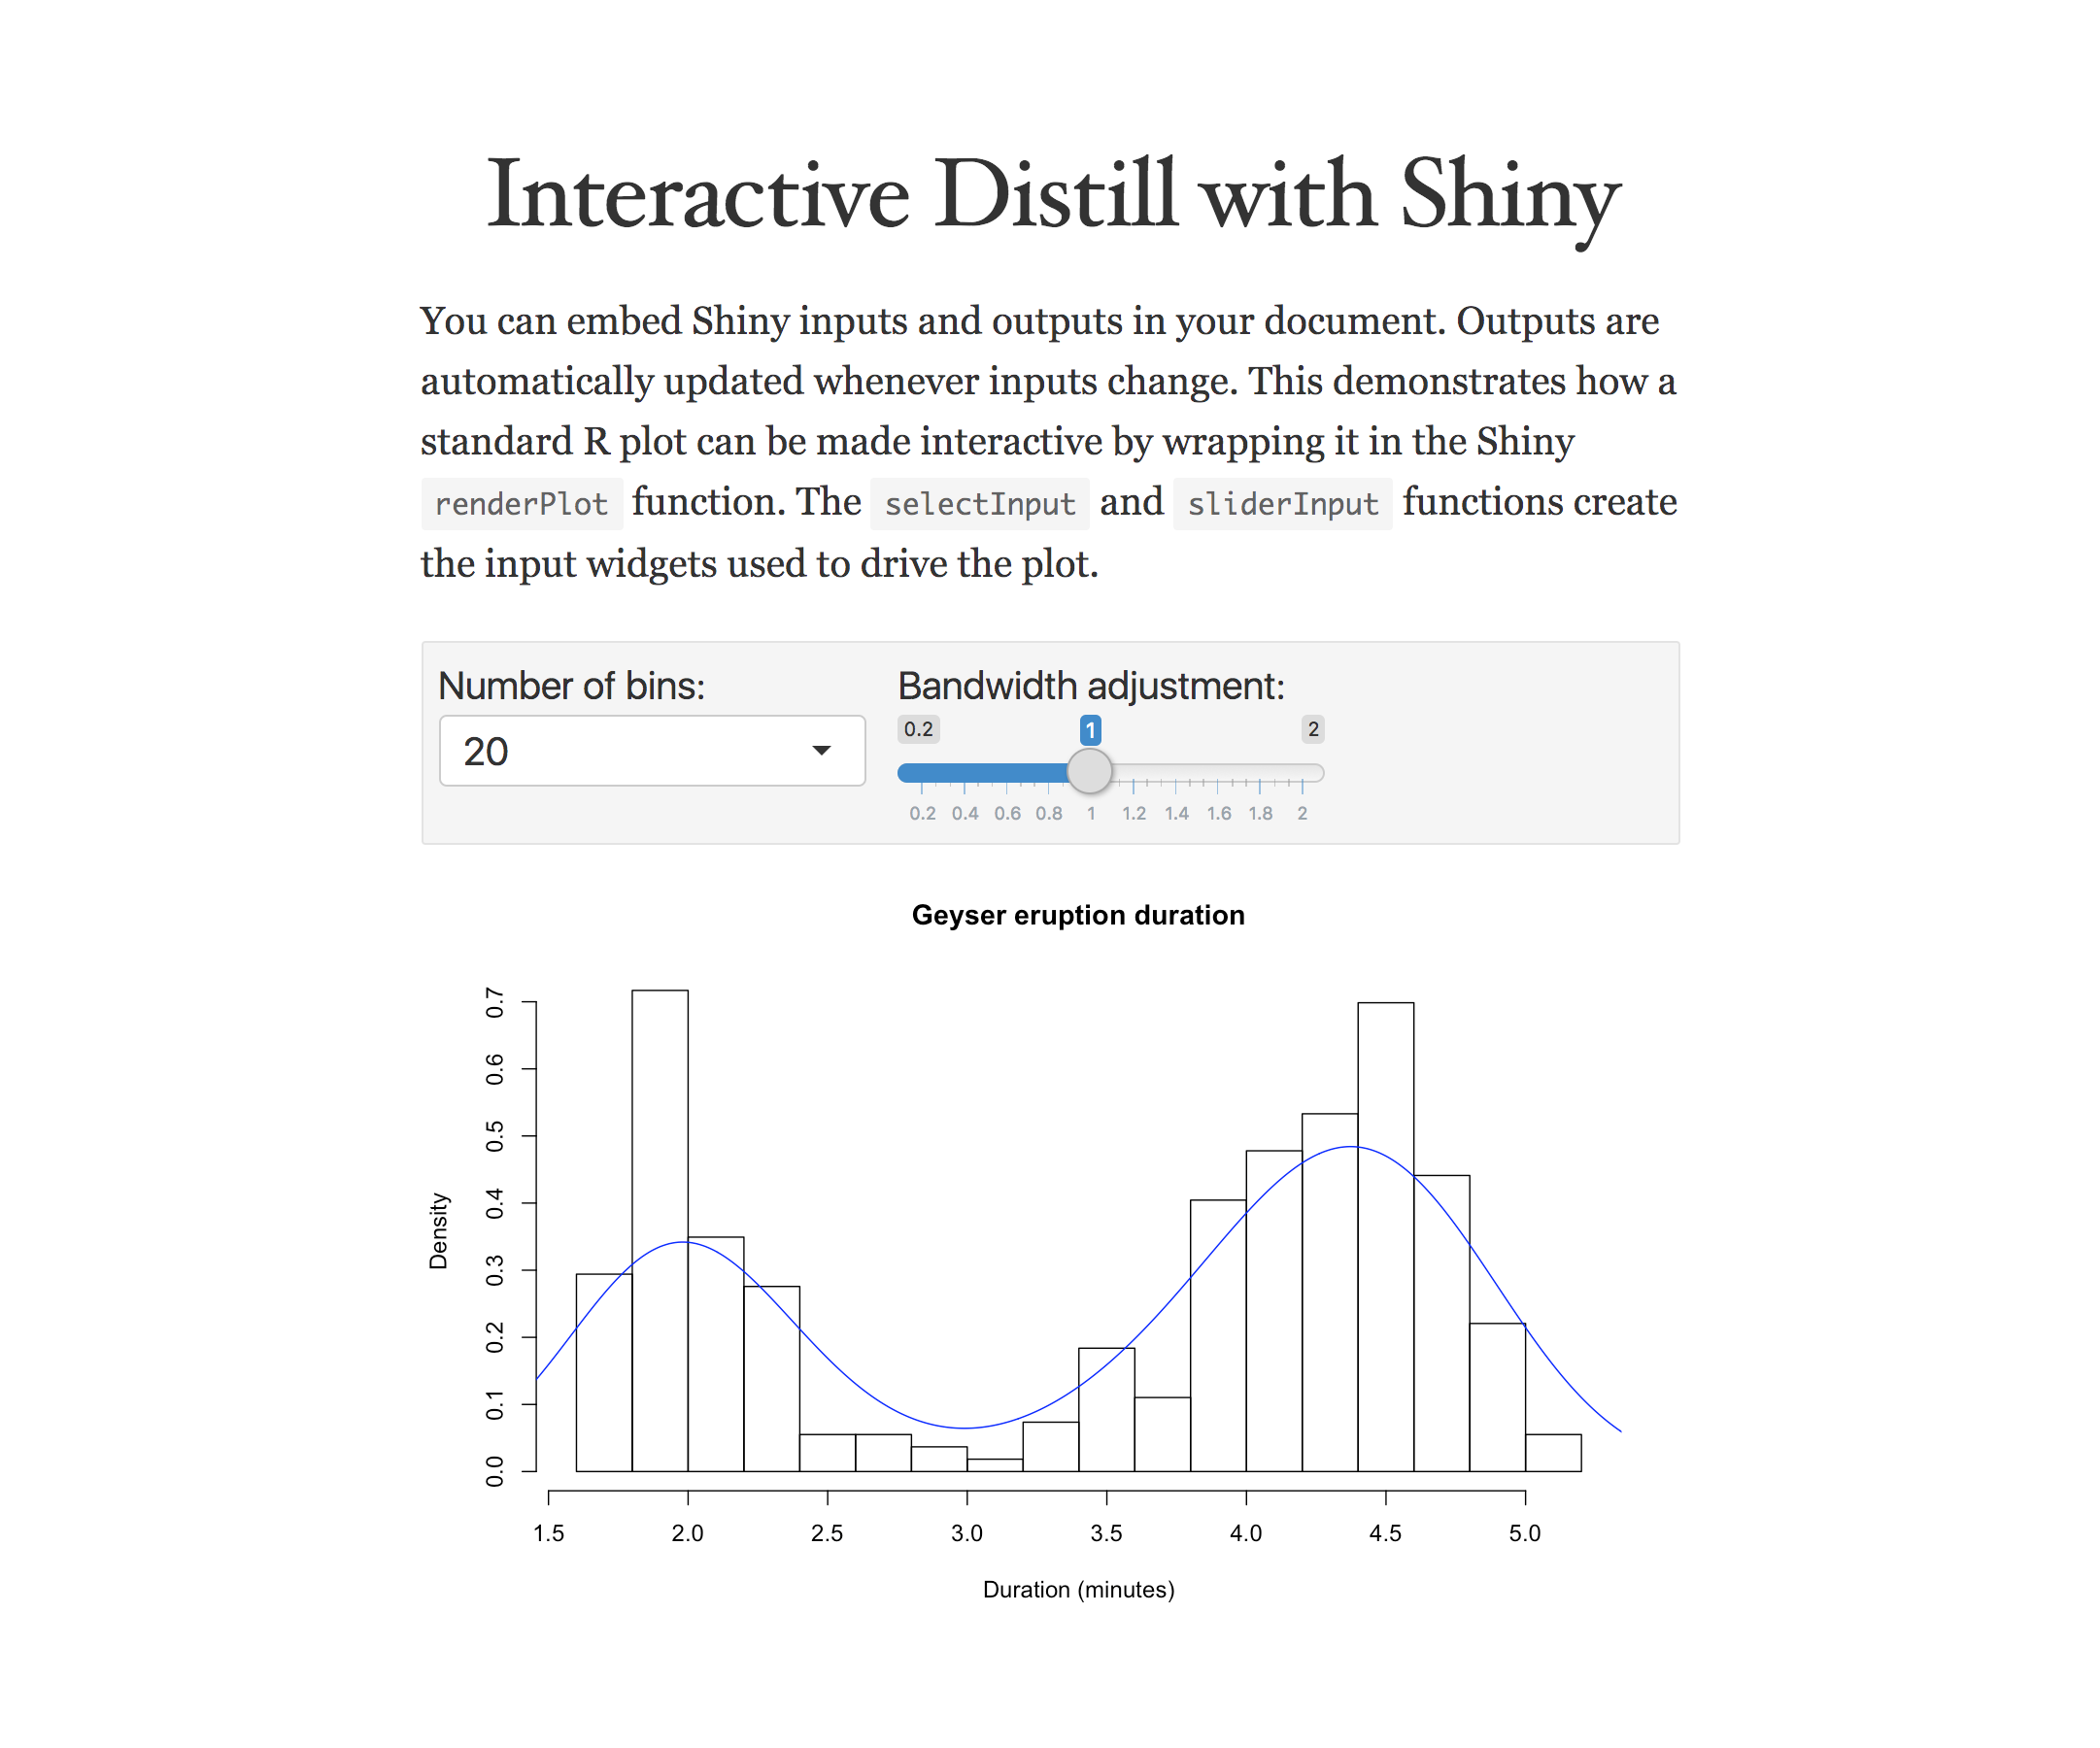 Interactive Distill with Shiny
You can embed Shiny inputs and outputs in your document. Outputs are
automatically updated whenever inputs change. This demonstrates how a
standard R plot can be made interactive by wrapping it in the Shiny
renderPlot function. The selectInput and sliderInput functions create
the input widgets used to drive the plot.
Number of bins:
20
Bandwidth adjustment:
0.2 1 2
0.2 0.4 0.6 0.8 1 1.2 1.4 1.6 1.8 2
Geyser eruption duration
Density
0.7
0.6
0.5
0.4
0.3
0.2
0.1
0.0
1.5 2.0 2.5 3.0 3.5 4.0 4.5 5.0
Duration (minutes)